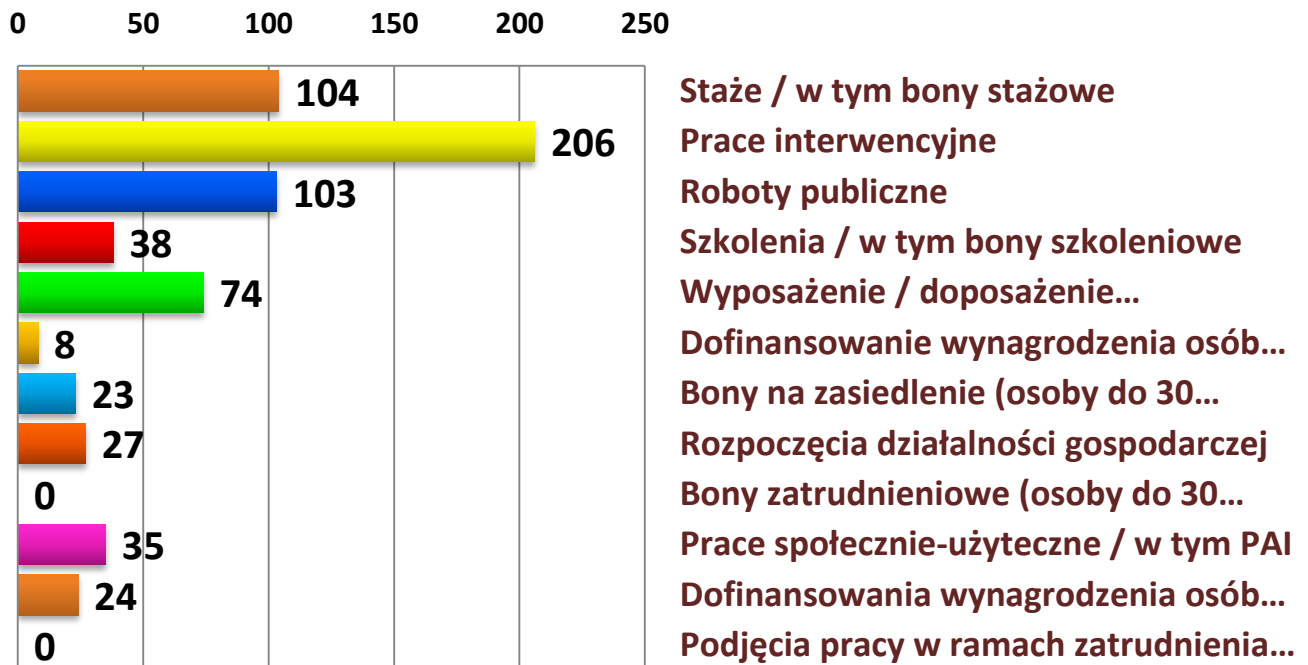 0 50 100 150 200 250
104 Staże / w tym bony stażowe
206 Prace interwencyjne
103 Roboty publiczne
38 Szkolenia / w tym bony szkoleniowe
74 Wyposażenie / doposażenie…
8 Dofinansowanie wynagrodzenia osób…
23 Bony na zasiedlenie (osoby do 30…
27 Rozpoczęcia działalności gospodarczej
0 Bony zatrudnieniowe (osoby do 30…
35 Prace społecznie-użyteczne / w tym PAI
24 Dofinansowania wynagrodzenia osób…
0 Podjęcia pracy w ramach zatrudnienia…